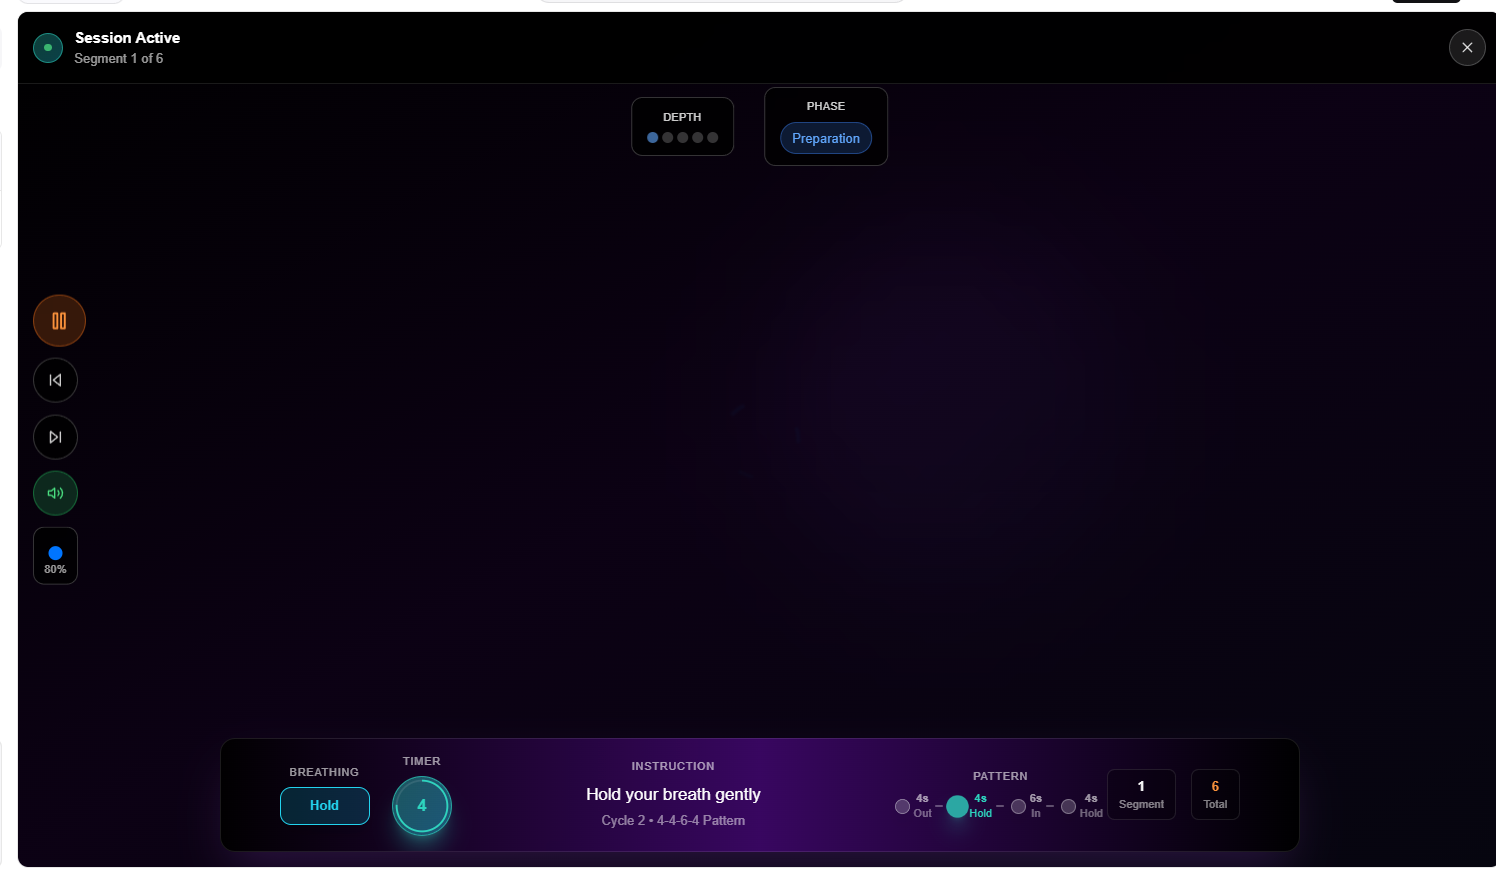 Session Active
Segment 1 of 6
DEPTH
PHASE
Preparation
80%
BREATHING
Hold
TIMER
4
INSTRUCTION
Hold your breath gently
Cycle 2 • 4-4-6-4 Pattern
PATTERN
4s
Out
4s
Hold
6s
In
4s
Hold
1
Segment
6
Total